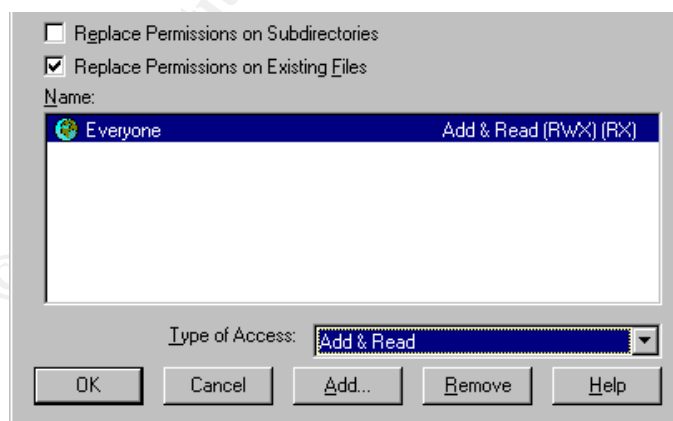 Replace Permissions on Subdirectories
Replace Permissions on Existing Files
Name:
Everyone Add & Read (RWX) (RX)
Type of Access: Add & Read
OK Cancel Add... Remove Help